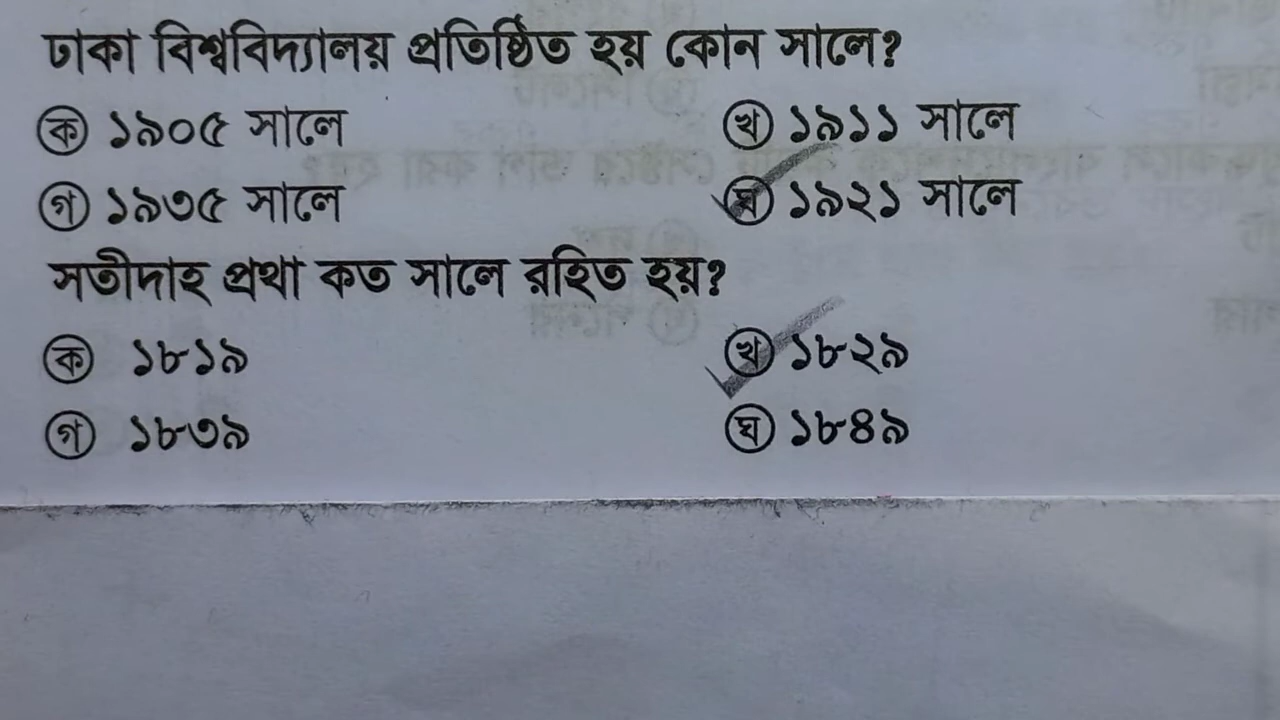 ঢাকা বিশ্ববিদ্যালয় প্রতিষ্ঠিত হয় কোন সালে?
ক ১৯০৫ সালে খ ১৯১১ সালে
গ ১৯৩৫ সালে ঘ ১৯২১ সালে
সতীদাহ প্রথা কত সালে রহিত হয়?
ক ১৮১৯ খ ১৮২৯
গ ১৮৩৯ ঘ ১৮৪৯